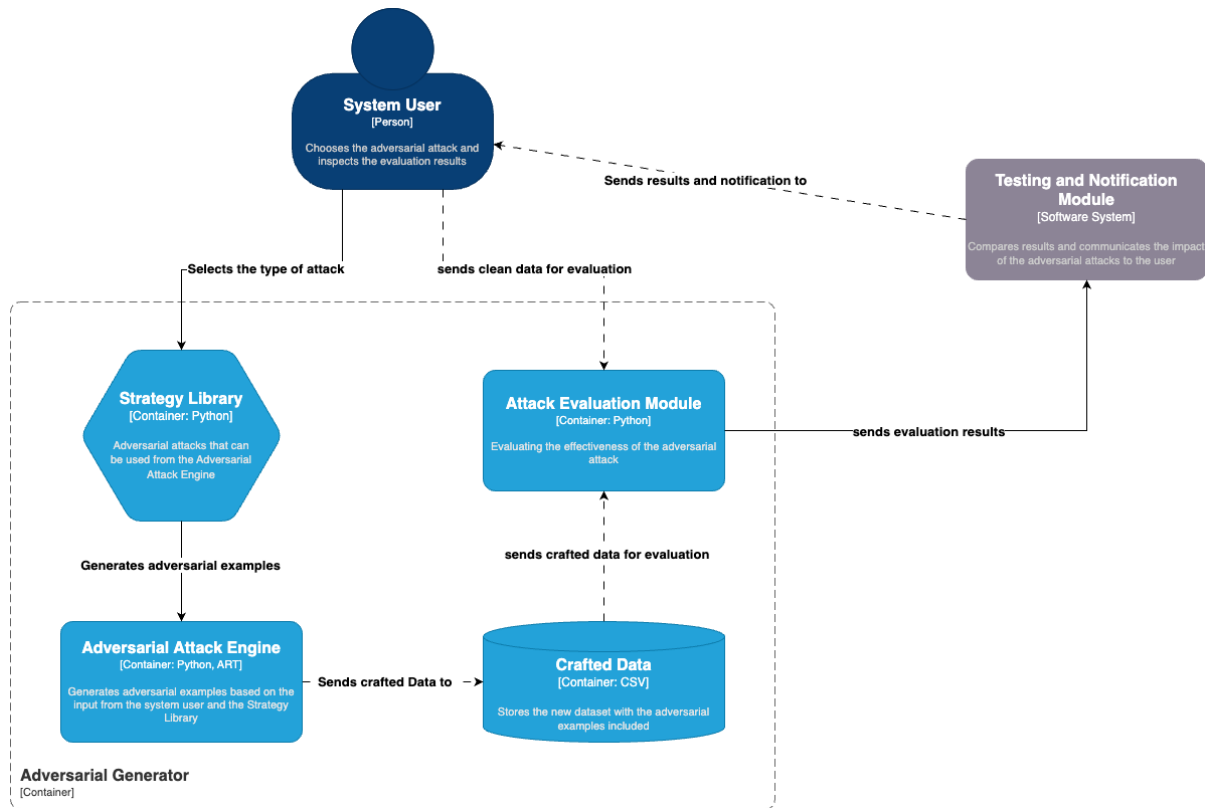 System User
[Person]
Chooses the adversarial attack and
inspects the evaluation results
Sends results and notification to
Testing and Notification
Module
[Software System]
Compares results and communicates the impact
of the adversarial attacks to the user
Selects the type of attack
sends clean data for evaluation
Strategy Library
[Container: Python]
Adversarial attacks that can
be used from the Adversarial
Attack Engine
Attack Evaluation Module
[Container: Python]
Evaluating the effectiveness of the adversarial
attack
sends evaluation results
Generates adversarial examples
sends crafted data for evaluation
Adversarial Attack Engine
[Container: Python, ART]
Generates adversarial examples based on the
input from the system user and the Strategy
Library
Sends crafted Data to
Crafted Data
[Container: CSV]
Stores the new dataset with the adversarial
examples included
Adversarial Generator
[Container]